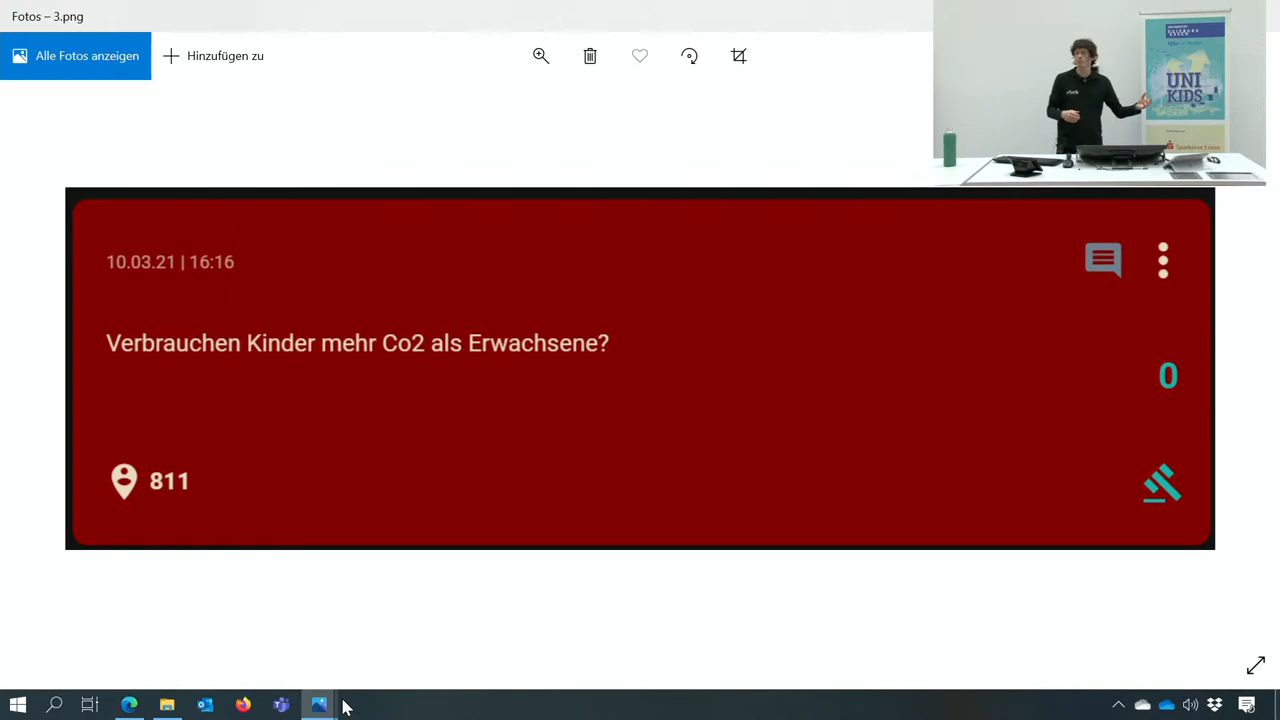 Fotos – 3.png
Alle Fotos anzeigen
Hinzufügen zu
UNI
KIDS
Sparkasse Essen
10.03.21 | 16:16
Verbrauchen Kinder mehr Co2 als Erwachsene?
0
811